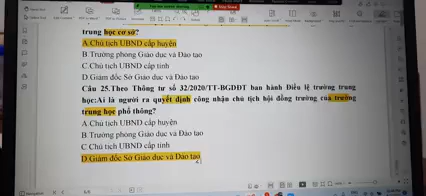 trung học cơ sở?
A.Chủ tịch UBND cấp huyện
B Trưởng phòng Giáo dục và Đào tạo
C.Chủ tịch UBND cấp tỉnh
D.Giám đốc Sở Giáo dục và Đào tạo
Câu 25.Theo Thông tư số 32/2020/TT-BGDĐT ban hành Điều lệ trường trung
học:Ai là người ra quyết định công nhận chủ tịch hội đồng trường của trường
trung học phổ thông?
A Chủ tịch UBND cấp huyện
B Trưởng phòng Giáo dục và Đào tạo
C Chủ tịch UBND cấp tỉnh
D.Giám đốc Sở Giáo dục và Đào tạo